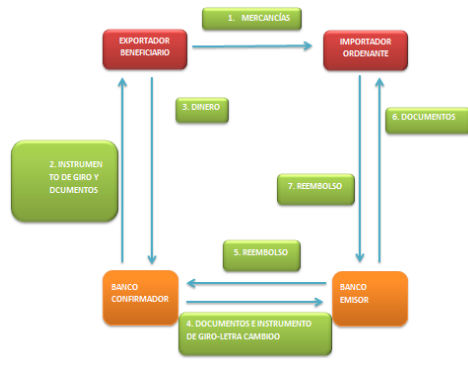 1. MERCANCÍAS
EXPORTADOR
BENEFICIARIO
IMPORTADOR
ORDENANTE
3. DINERO
6. DOCUMENTOS
2. INSTRUMEN
TO DE GIRO Y
DCUMENTOS
7. REEMBOLSO
5. REEMBOLSO
BANCO
CONFIRMADOR
BANCO
EMISOR
4. DOCUMENTOS E INSTRUMENTO
DE GIRO-LETRA CAMBIOO